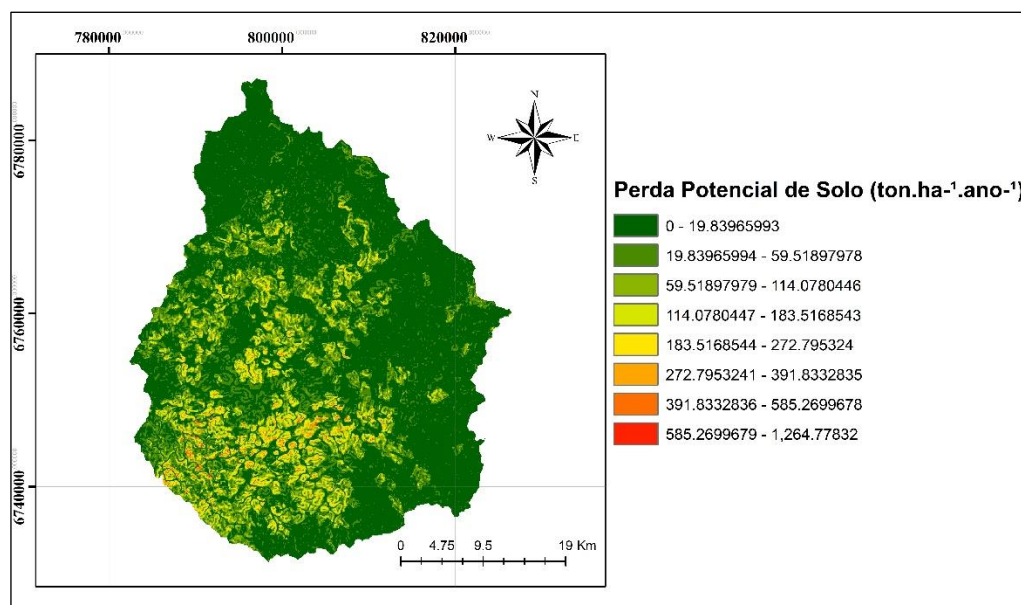 780000 800000 820000
N
W E
S
6780000
6760000
6740000
0 4.75 9.5 19 Km
Perda Potencial de Solo (ton.ha-¹.ano-¹)
0 - 19.83965993
19.83965994 - 59.51897978
59.51897979 - 114.0780446
114.0780447 - 183.5168543
183.5168544 - 272.795324
272.7953241 - 391.8332835
391.8332836 - 585.2699678
585.2699679 - 1,264.77832